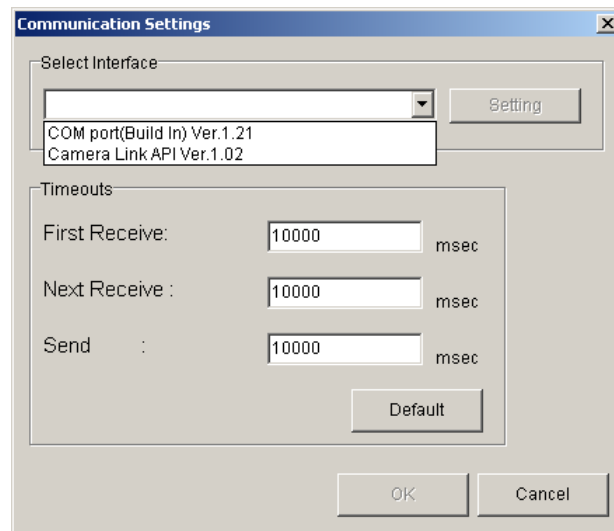 Communication Settings
Select Interface
Setting
COM port(Build In) Ver.1.21
Camera Link API Ver.1.02
Timeouts
First Receive: 10000 msec
Next Receive : 10000 msec
Send : 10000 msec
Default
OK Cancel